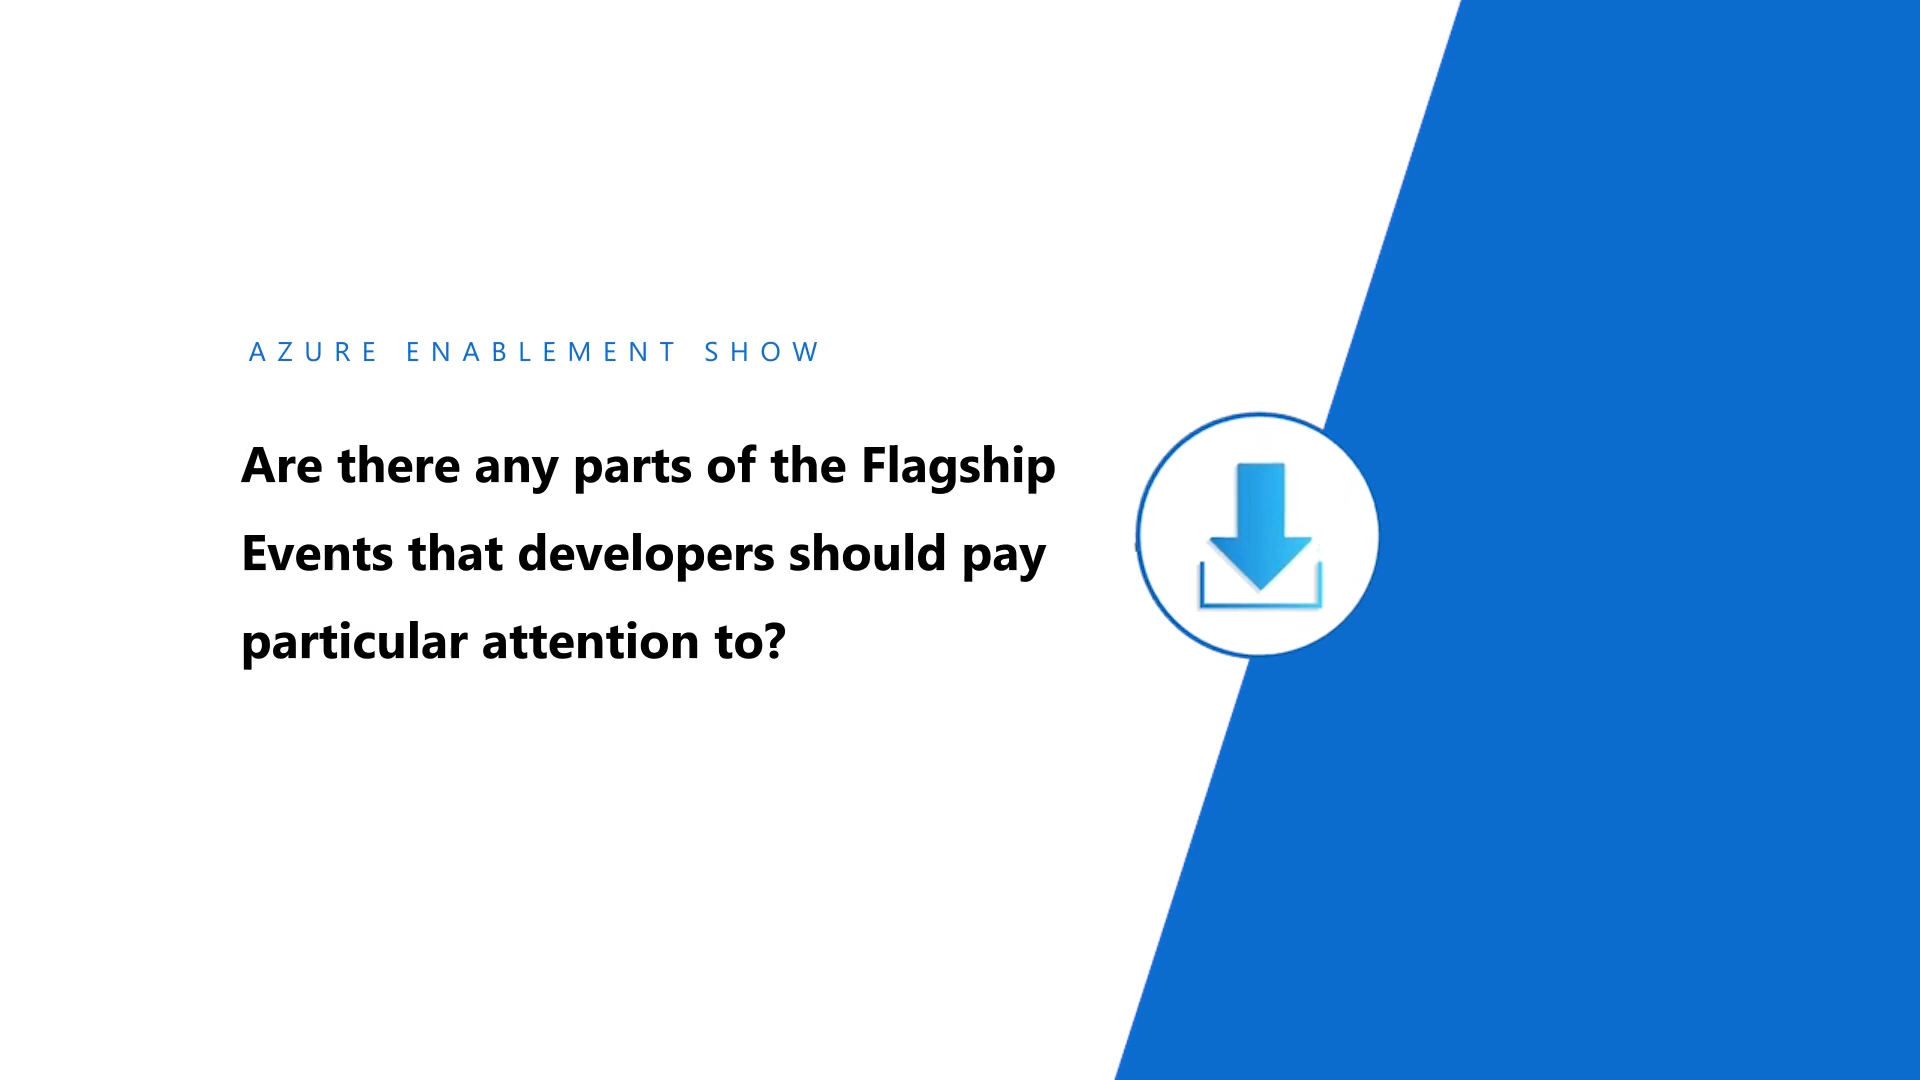 AZURE ENABLEMENT SHOW
Are there any parts of the Flagship
Events that developers should pay
particular attention to?